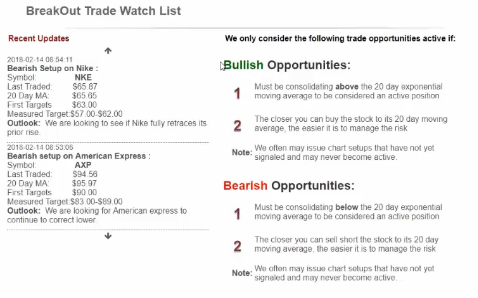 BreakOut Trade Watch List
Recent Updates
2018-02-14 08:54:11
Bearish Setup on Nike :
Symbol: NKE
Last Traded: $65.87
20 Day MA: $65.65
First Targets $63.00
Measured Target:$57.00-$62.00
Outlook: We are looking to see if Nike fully retraces its
prior rise.
2018-02-14 08:53:06
Bearish setup on American Express :
Symbol: AXP
Last Traded: $94.56
20 Day MA: $95.97
First Targets $90.00
Measured Target:$83.00-$89.00
Outlook: We are looking for American express to
continue to correct lower
We only consider the following trade opportunities active if:
Bullish Opportunities:
1 Must be consolidating above the 20 day exponential
moving average to be considered an active position
2 The closer you can buy the stock to its 20 day moving
average, the easier it is to manage the risk
Note: We often may issue chart setups that have not yet
signaled and may never become active.
Bearish Opportunities:
1 Must be consolidating below the 20 day exponential
moving average to be considered an active position
2 The closer you can sell short the stock to its 20 day
moving average, the easier it is to manage the risk
Note: We often may issue chart setups that have not yet
signaled and may never become active.